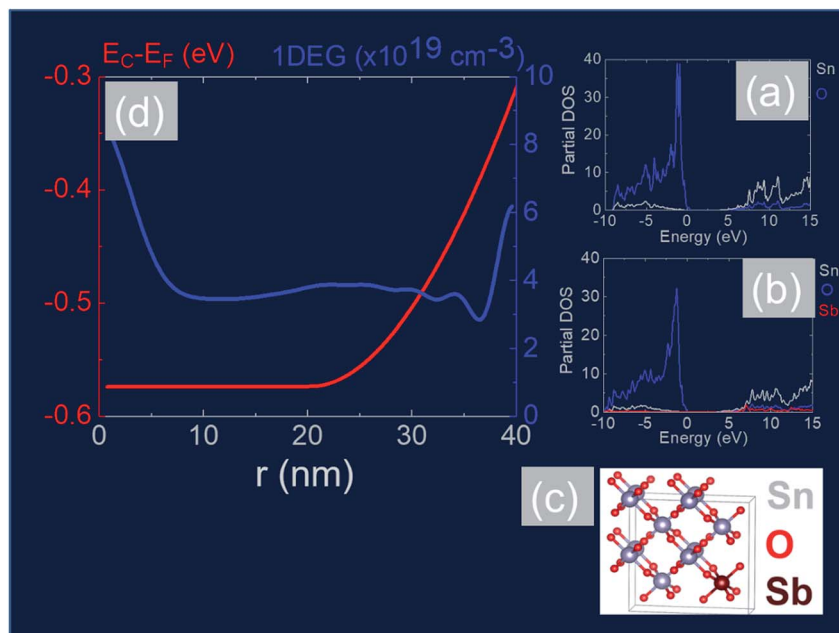 E_C-E_F (eV) 1DEG (x10^19 cm^-3)
(d)
-0.3
-0.4
-0.5
-0.6
10
8
6
4
2
0
0 10 20 30 40
r (nm)
(a)
Sn
O
Partial DOS
40
30
20
10
0
-10 -5 0 5 10 15
Energy (eV)
(b)
Sn
O
Sb
Partial DOS
40
30
20
10
0
-10 -5 0 5 10 15
Energy (eV)
(c)
Sn
O
Sb